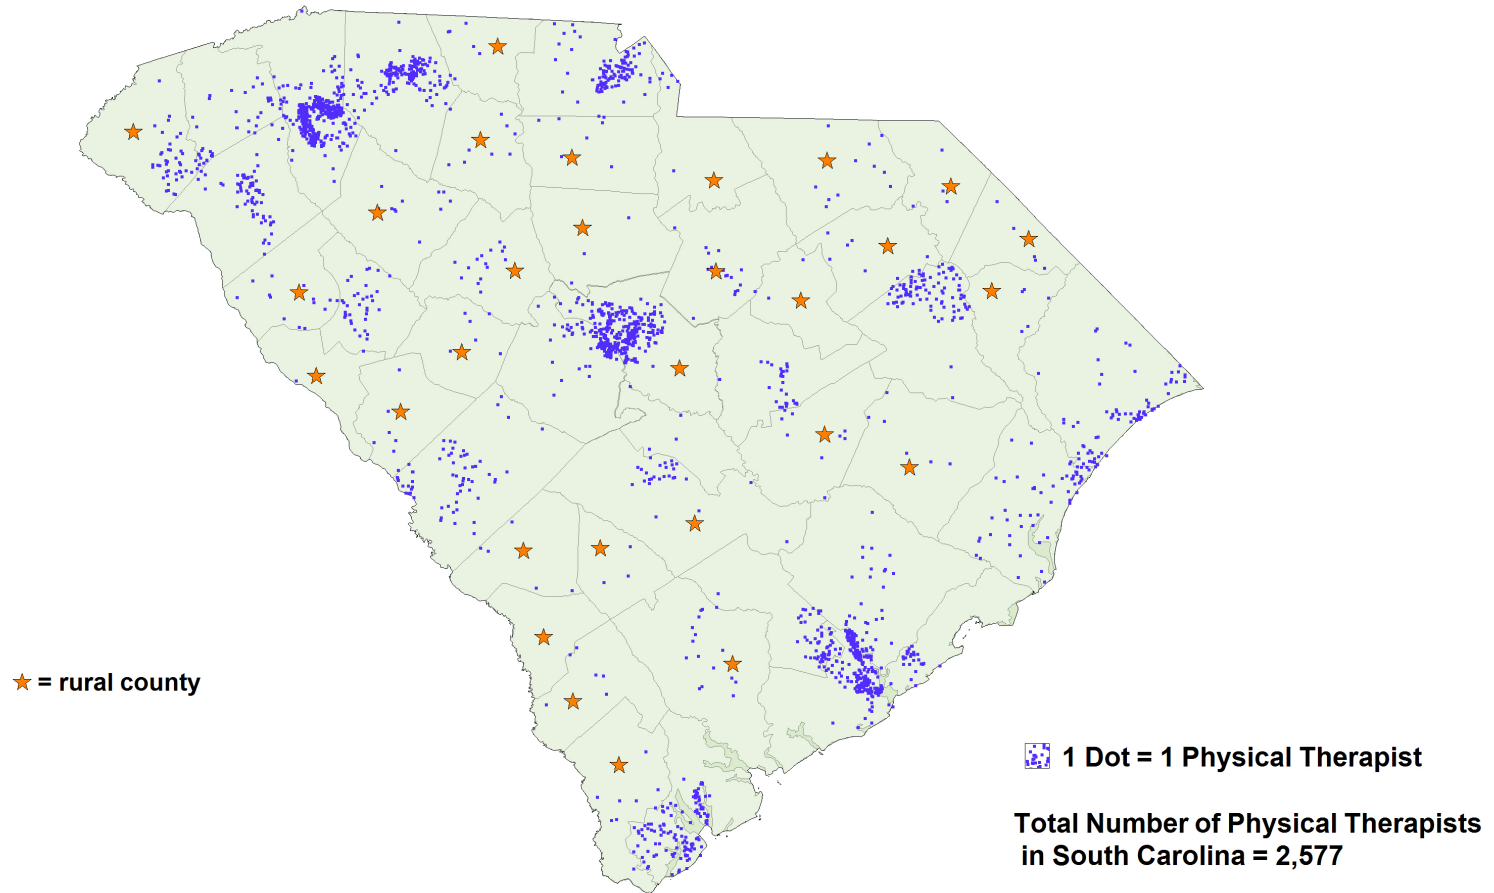 = rural county
1 Dot = 1 Physical Therapist
Total Number of Physical Therapists
in South Carolina = 2,577